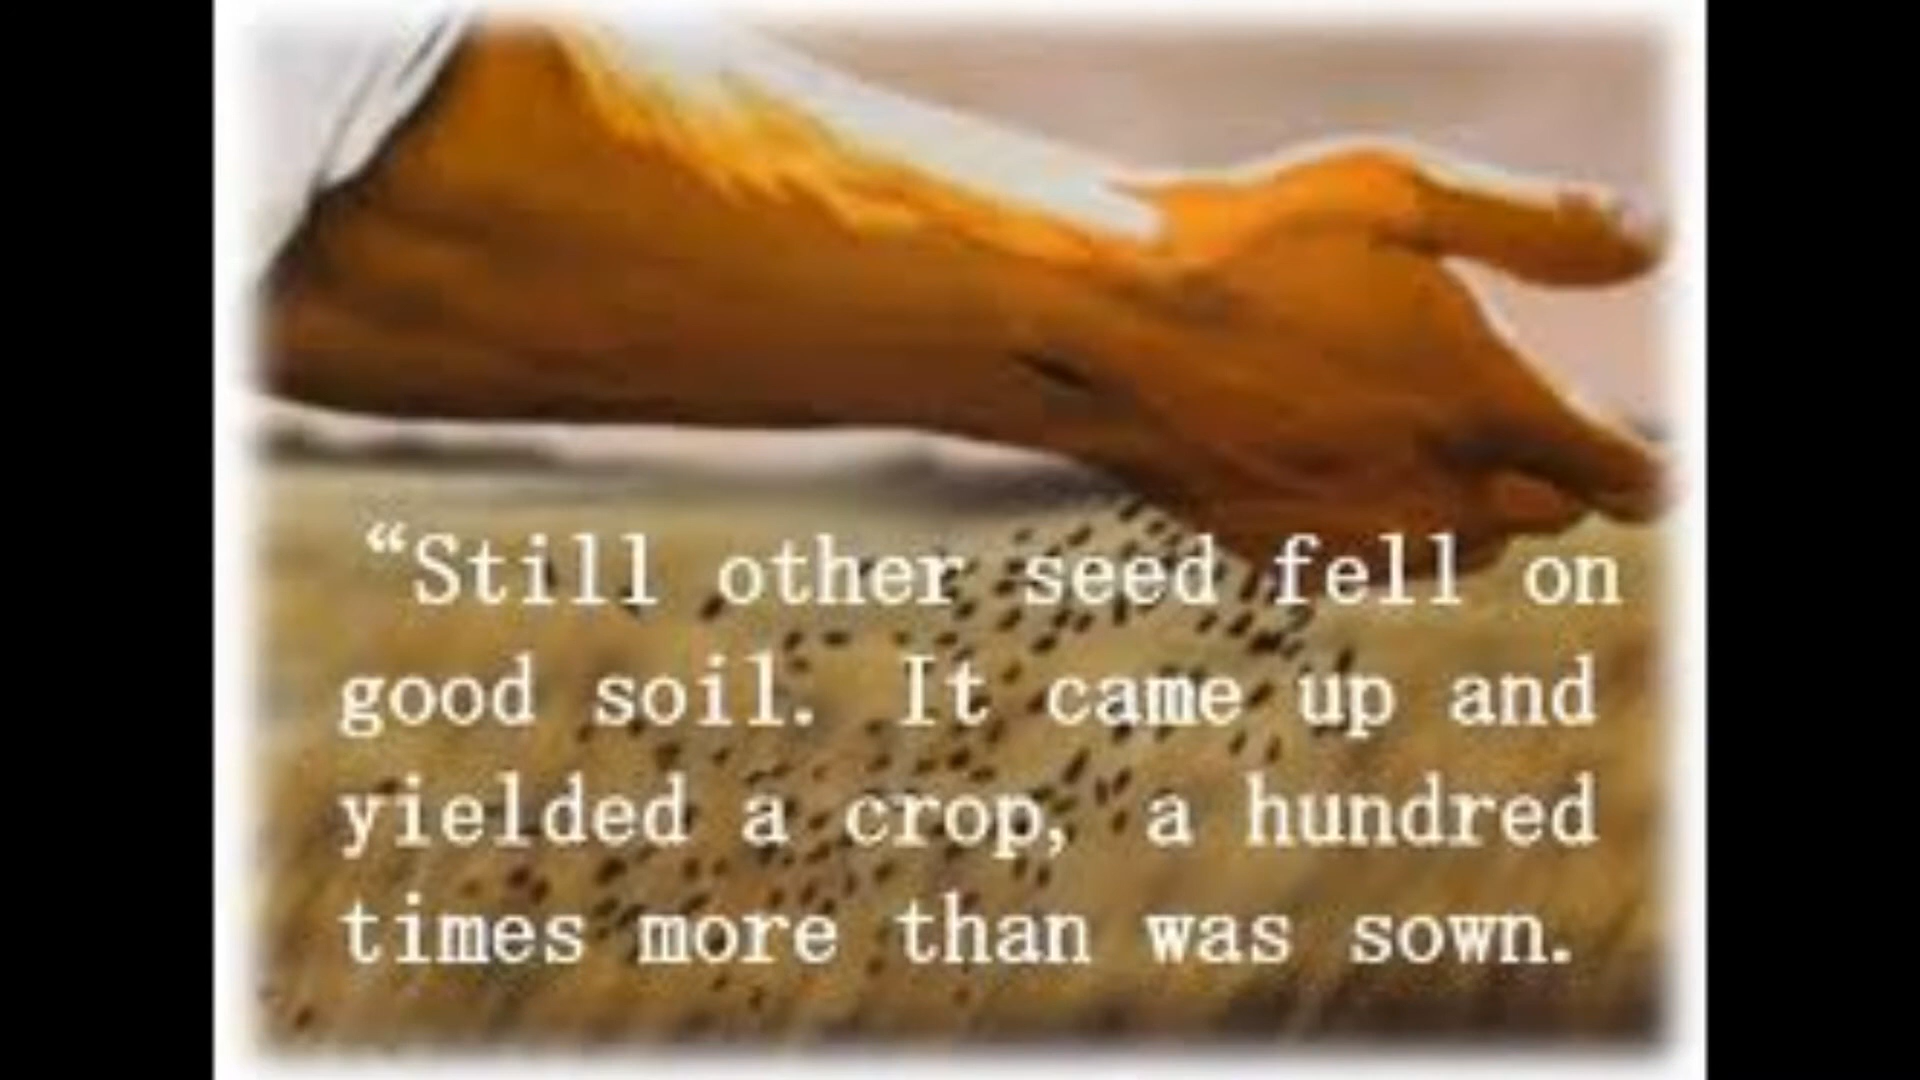 “Still other seed fell on
good soil. It came up and
yielded a crop, a hundred
times more than was sown.